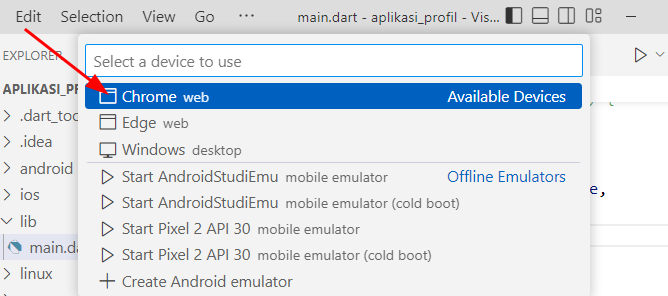 Edit Selection main.dart - aplikasi_profil - Vis...
EXPLORER
Select a device to use
APLIKASI_P
Chrome web Available Devices
.dart_too
Edge web
.idea
Windows desktop
android
Start AndroidStudiEmu mobile emulator Offline Emulators
ios
Start AndroidStudiEmu mobile emulator (cold boot)
lib
Start Pixel 2 API 30 mobile emulator
main.da
Start Pixel 2 API 30 mobile emulator (cold boot)
linux
Create Android emulator